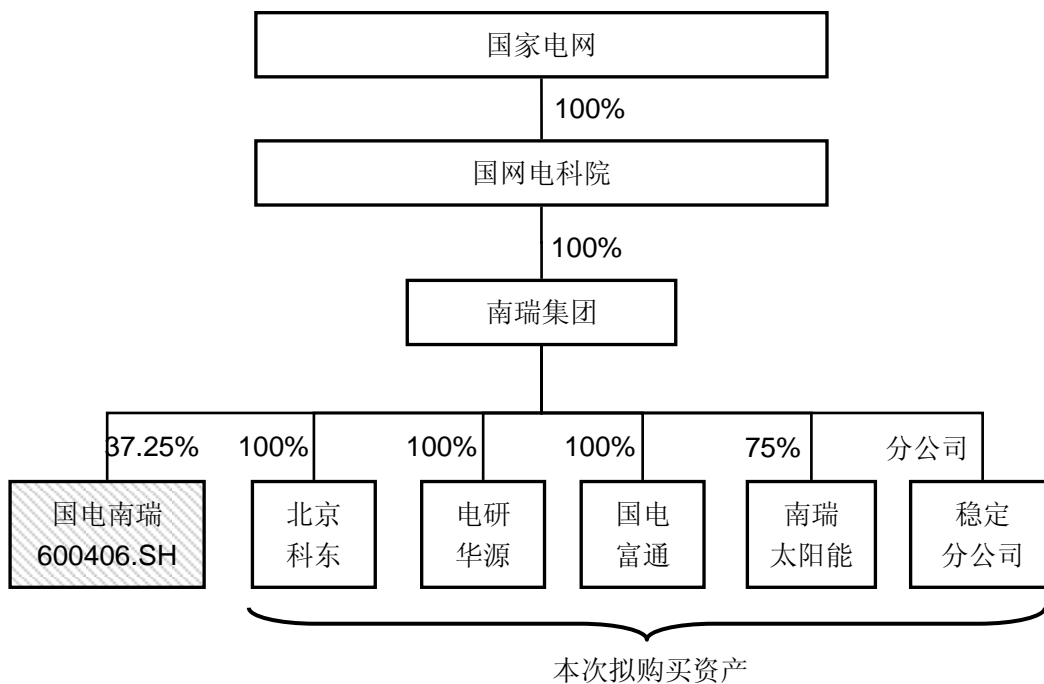 国家电网
100%
国网电科院
100%
南瑞集团
37.25%
100%
100%
100%
75%
分公司
国电南瑞
600406.SH
北京
科东
电研
华源
国电
富通
南瑞
太阳能
稳定
分公司
本次拟购买资产